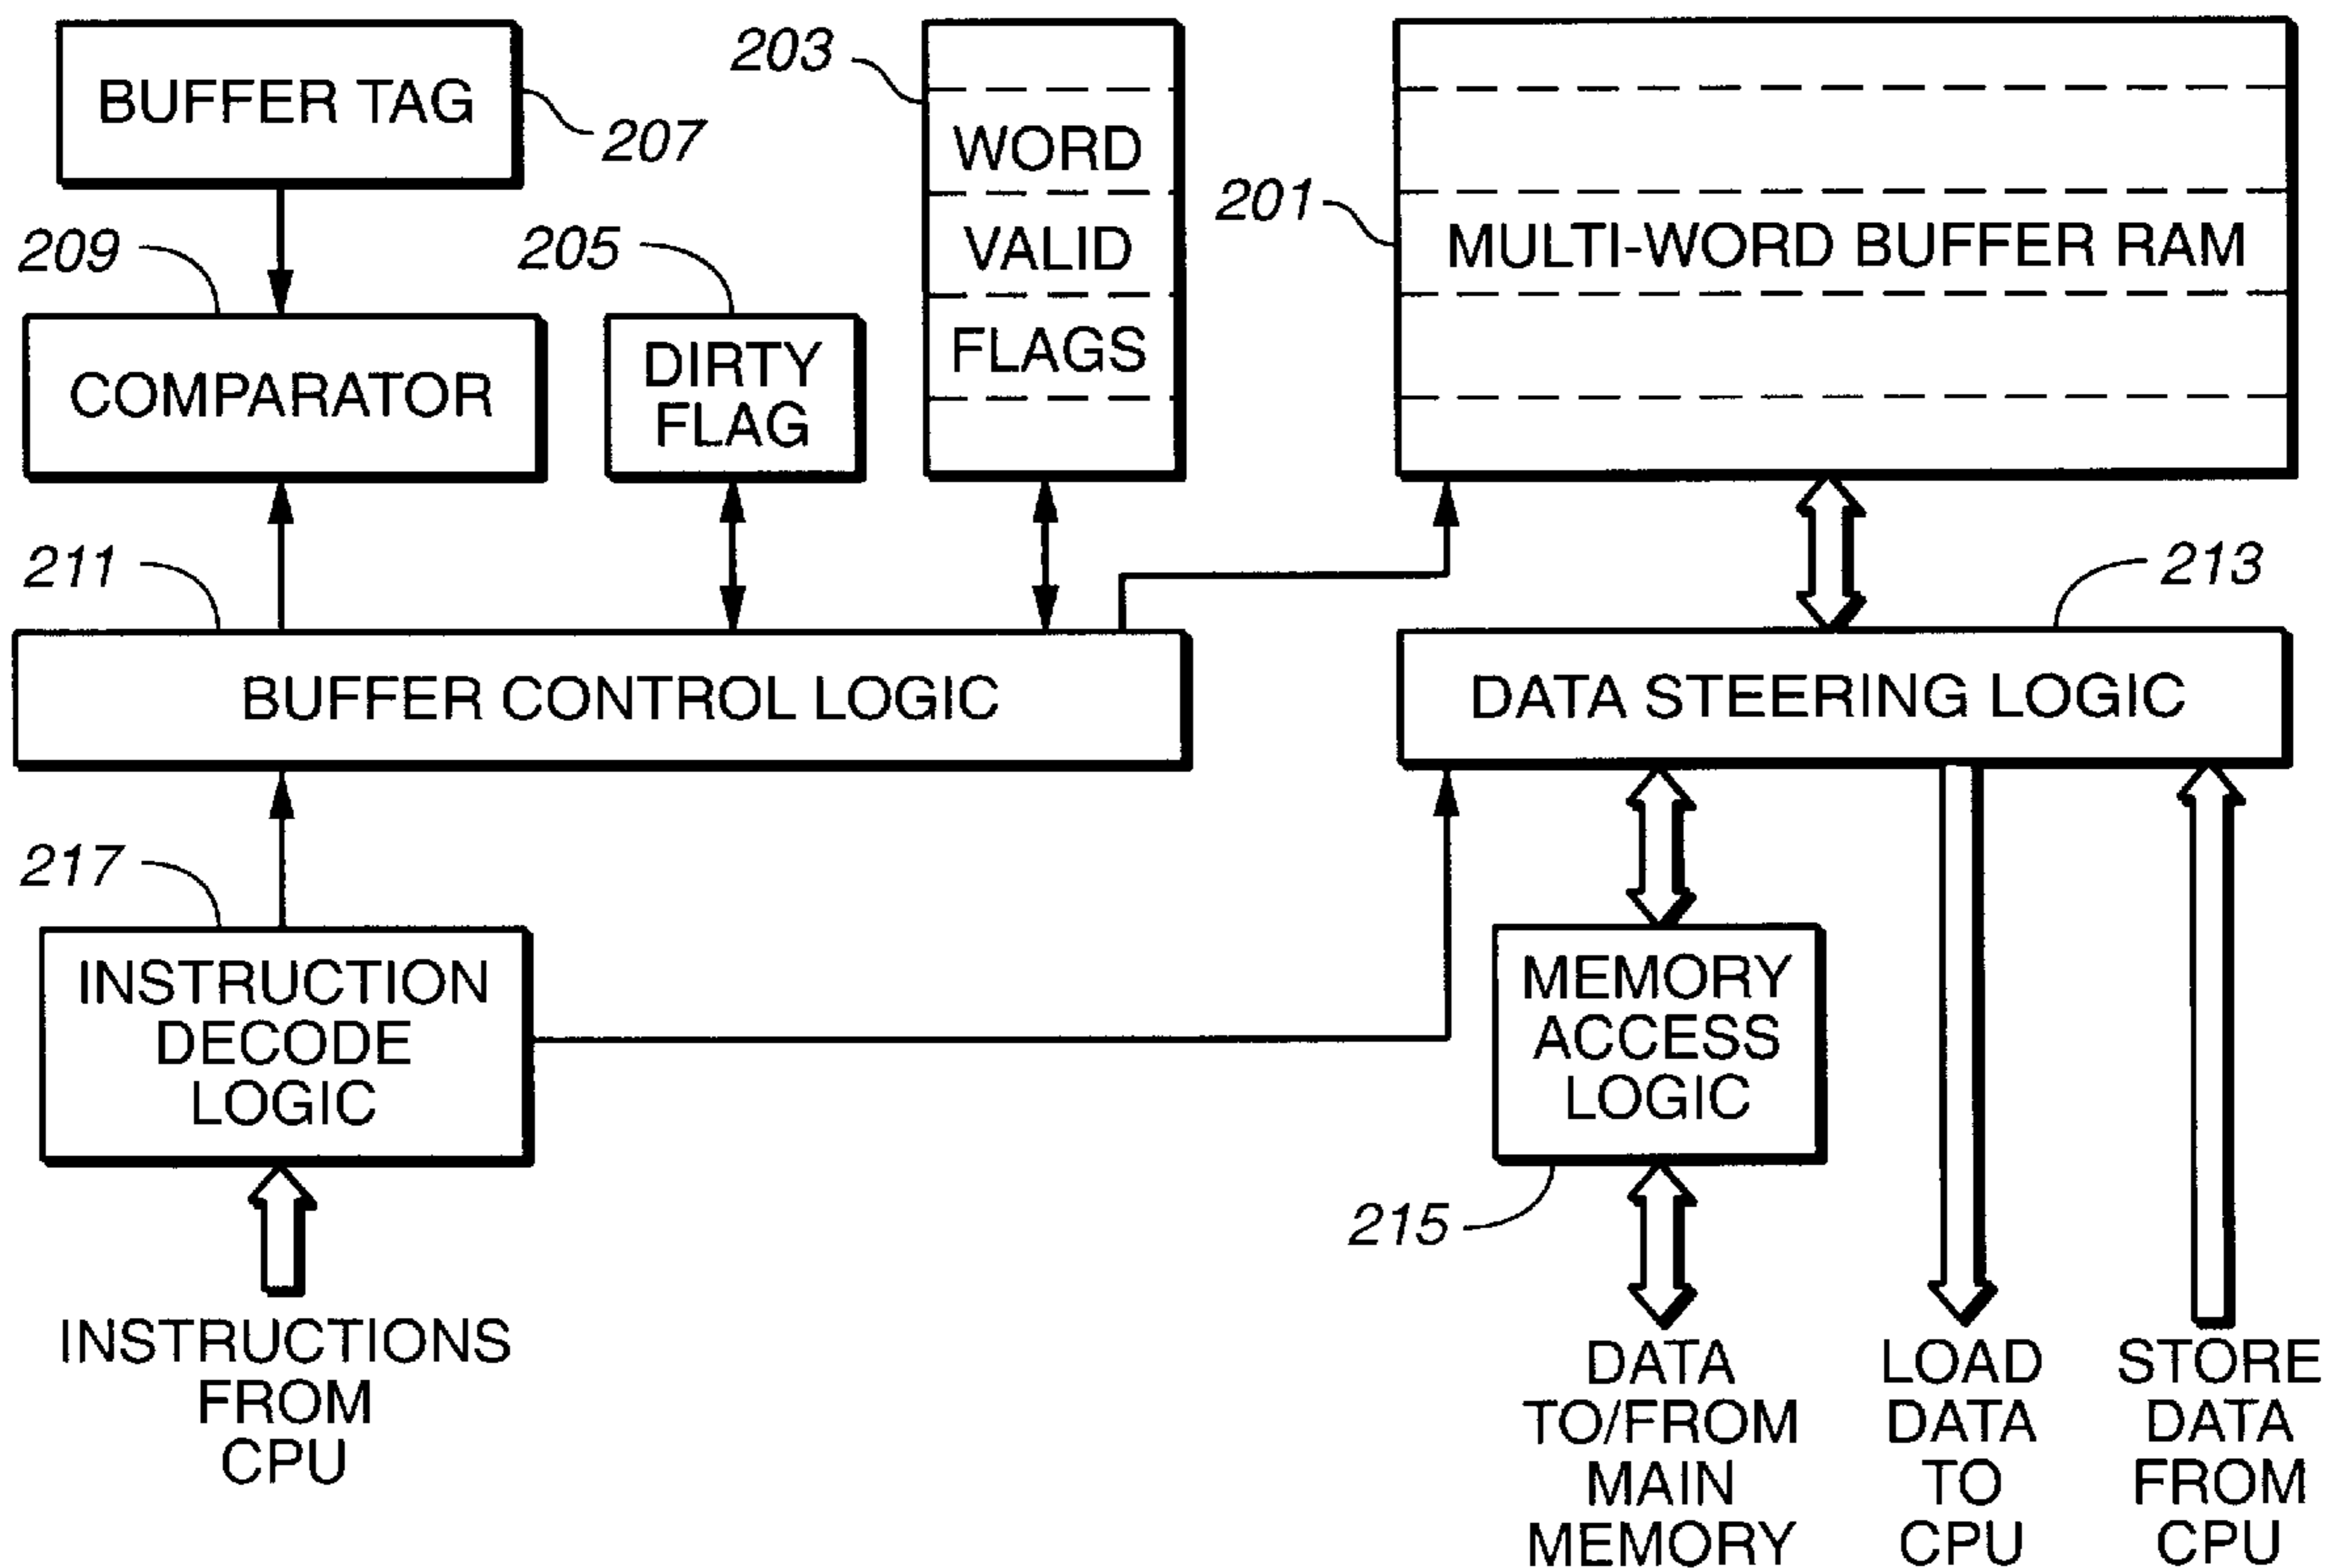 BUFFER TAG
207
203
WORD
VALID
FLAGS
201
MULTI-WORD BUFFER RAM
209
COMPARATOR
205
DIRTY
FLAG
211
BUFFER CONTROL LOGIC
213
DATA STEERING LOGIC
217
INSTRUCTION
DECODE
LOGIC
MEMORY
ACCESS
LOGIC
215
INSTRUCTIONS
FROM
CPU
DATA
TO/FROM
MAIN
MEMORY
LOAD
DATA
TO
CPU
STORE
DATA
FROM
CPU